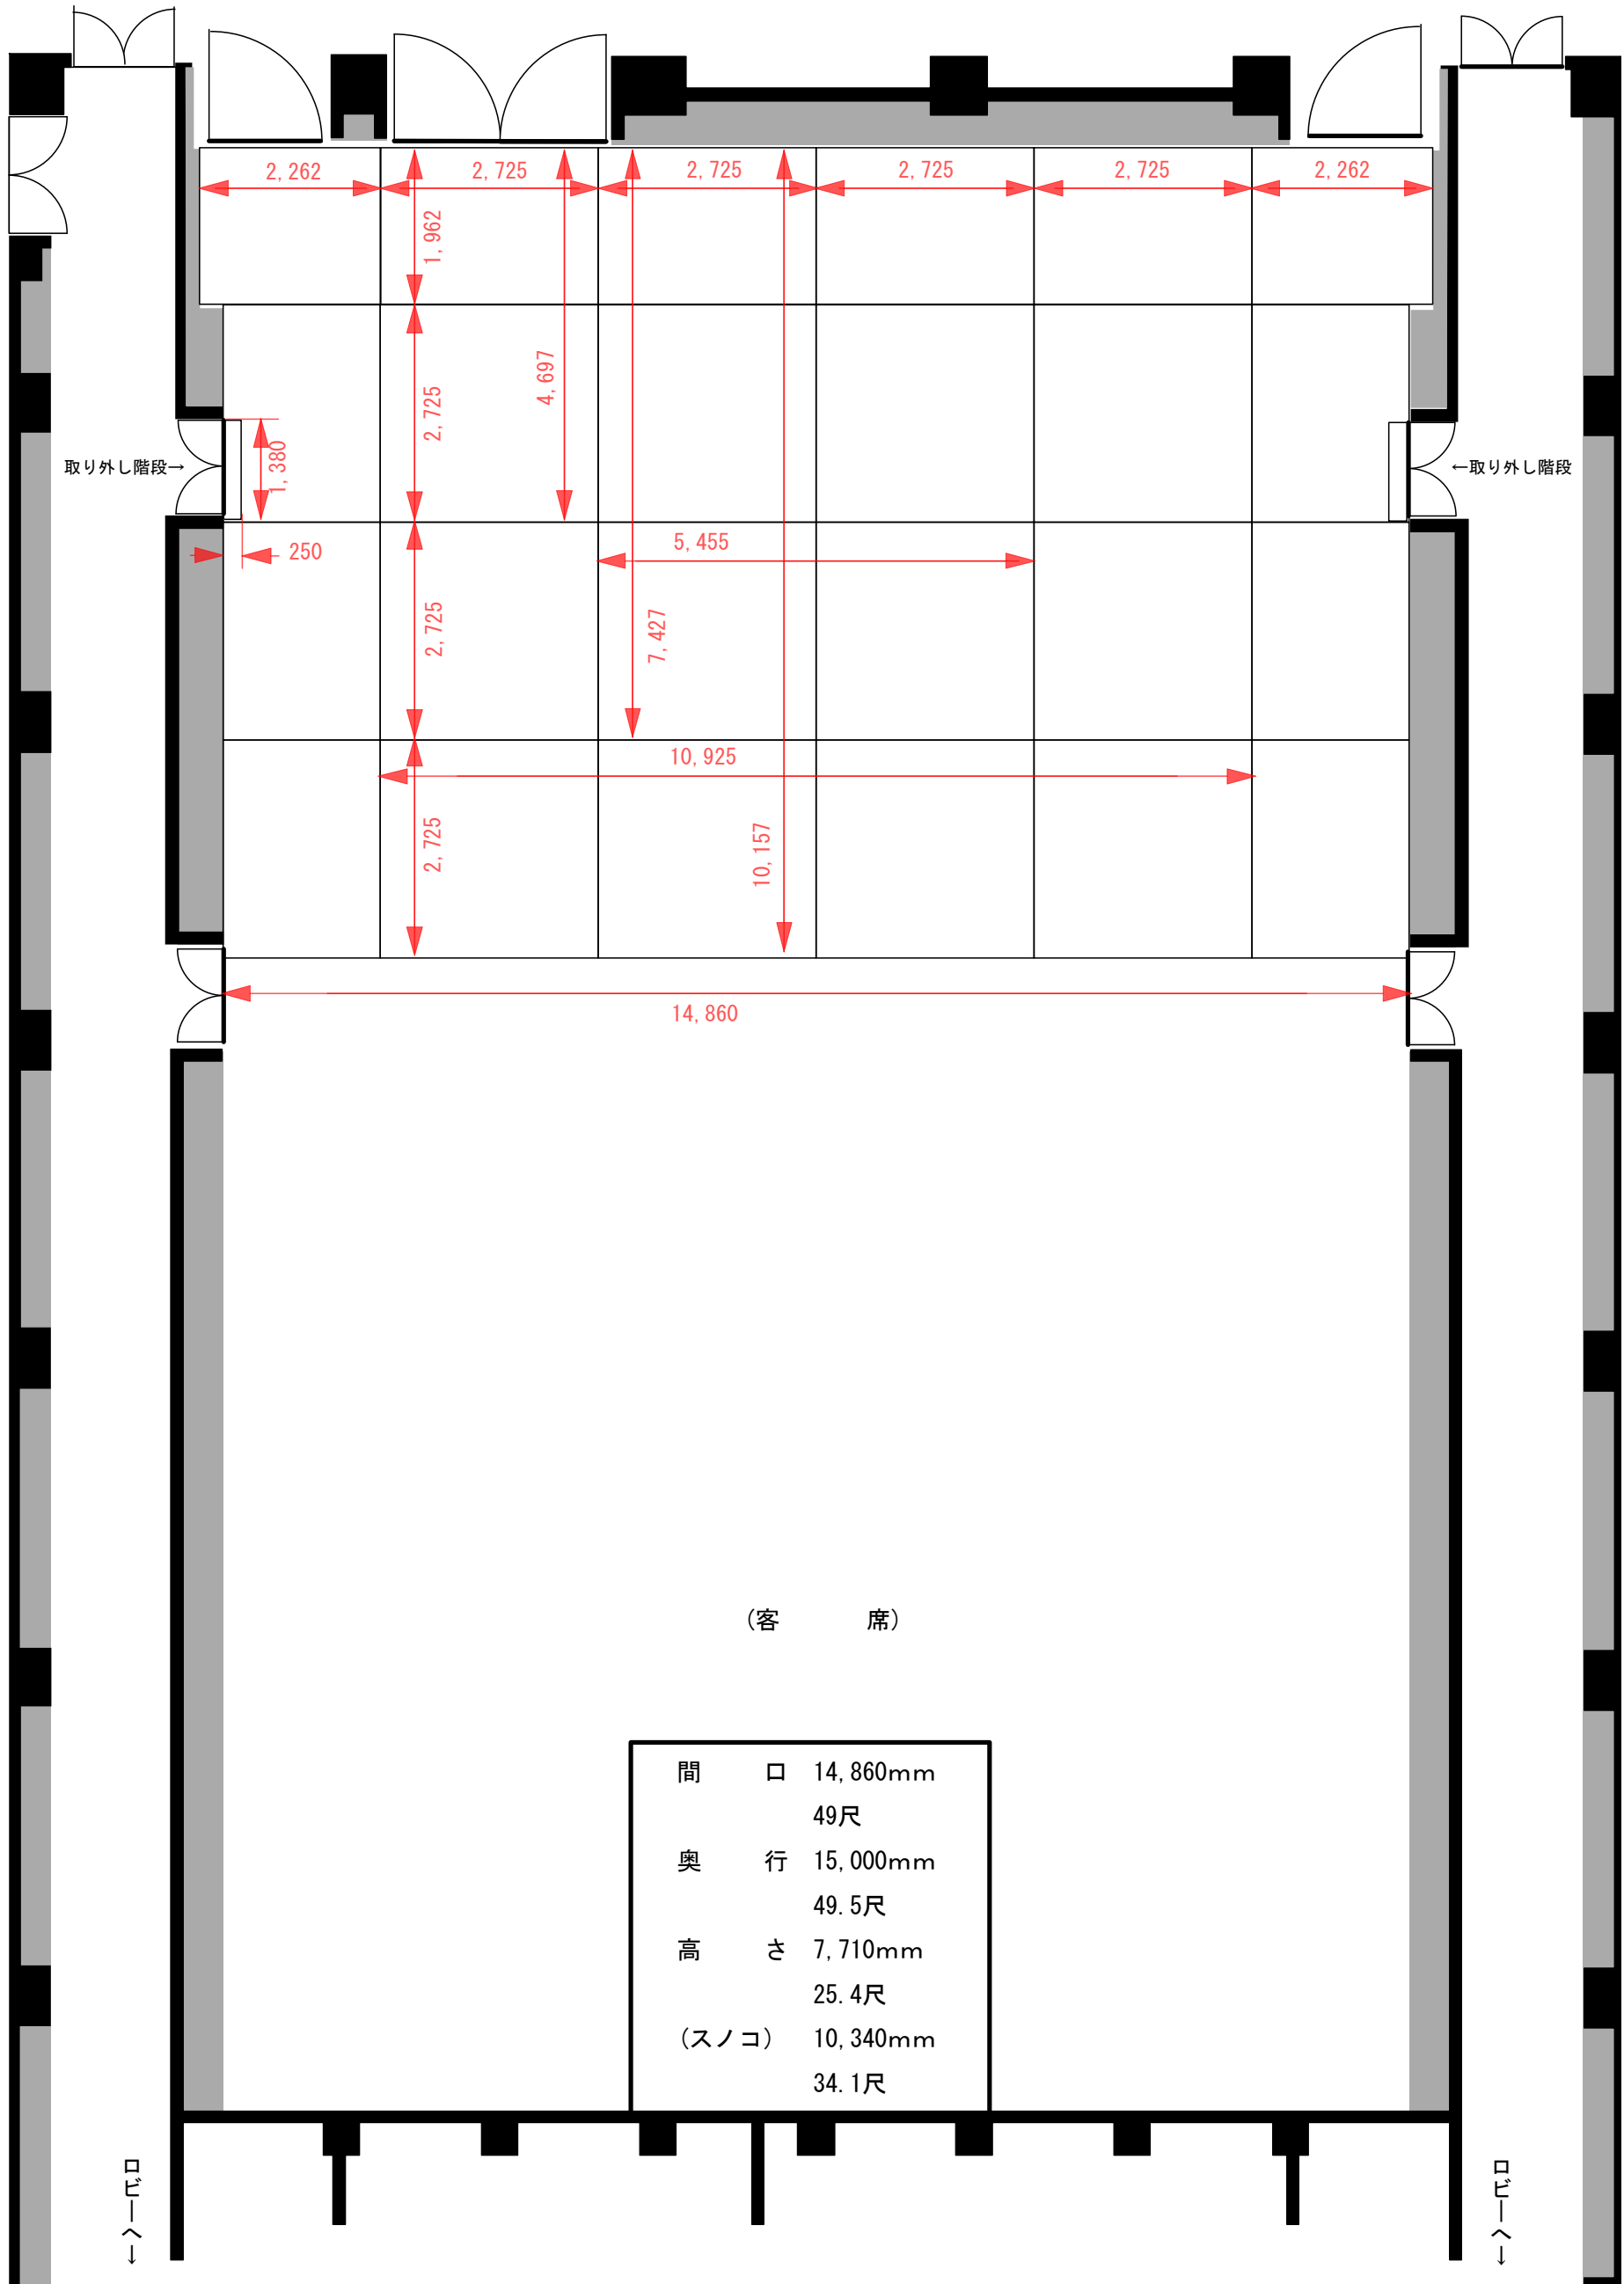 2,262
2,725
2,725
2,725
2,725
2,262
1,962
4,697
2,725
1,380
取り外し階段→
←取り外し階段
250
5,455
2,725
7,427
10,925
2,725
10,157
14,860
(客 席)
間 口 14,860mm
49尺
奥 行 15,000mm
49.5尺
高 さ 7,710mm
25.4尺
(スノコ) 10,340mm
34.1尺
ロビーへ→
ロビーへ→